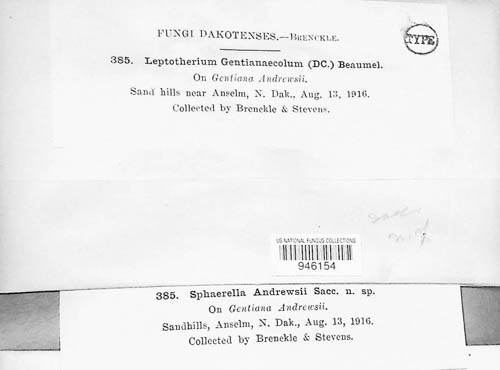 FUNGI DAKOTENSES.—BRENCKLE.
TYPE
385. Leptotherium Gentianaecolum (DC.) Beaumel.
On Gentiana Andrewsii.
Sand hills near Anselm, N. Dak., Aug. 13, 1916.
Collected by Brenckle & Stevens.
Sacc.
US NATIONAL FUNGUS COLLECTIONS
946154
385. Sphaerella Andrewsii Sacc. n. sp.
On Gentiana Andrewsii.
Sandhills, Anselm, N. Dak., Aug. 13, 1916.
Collected by Brenckle & Stevens.